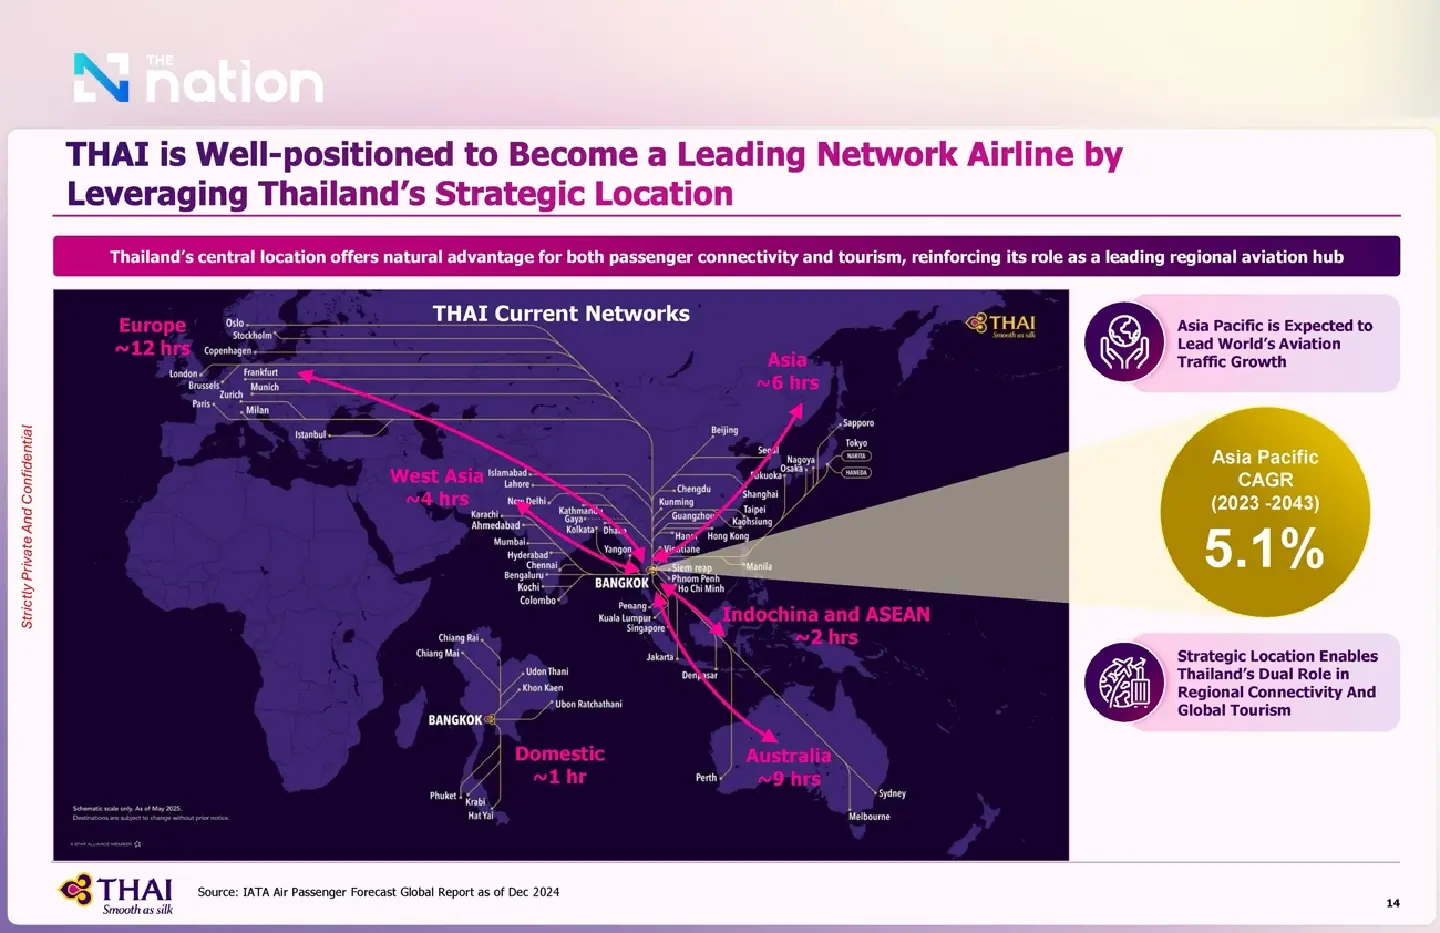 THE
nation
THAI is Well-positioned to Become a Leading Network Airline by
Leveraging Thailand's Strategic Location
Thailand's central location offers natural advantage for both passenger connectivity and tourism, reinforcing its role as a leading regional aviation hub
Strictly Private And Confidential
THAI Current Networks
THAI
Smooth as silk
Europe
~12 hrs
Oslo
Stockholm
Copenhagen
London
Frankfurt
Brussels
Munich
Zurich
Paris
Milan
Istanbul
Asia
~6 hrs
West Asia
~4 hrs
Islamabad
Lahore
New Delhi
Karachi
Kathmandu
Gaya
Ahmedabad
Kolkata
Dhaka
Mumbai
Yangon
Hyderabad
Chennai
Bengaluru
Kochi
Colombo
Beijing
Seoul
Sapporo
Tokyo
NARITA
HANEDA
Nagoya
Osaka
Fukuoka
Chengdu
Shanghai
Kunming
Taipei
Guangzhou
Kaohsiung
Hanoi
Hong Kong
Vientiane
Manila
BANGKOK
Siem reap
Phnom Penh
Ho Chi Minh
Penang
Kuala Lumpur
Singapore
Jakarta
Denpasar
Indochina and ASEAN
~2 hrs
Chiang Rai
Chiang Mai
Udon Thani
Khon Kaen
Ubon Ratchathani
BANGKOK
Domestic
~1 hr
Phuket
Krabi
Hat Yai
Australia
~9 hrs
Perth
Sydney
Melbourne
Schematic scale only. As of May 2025.
Destinations are subject to change without prior notice.
A STAR ALLIANCE MEMBER
Asia Pacific is Expected to
Lead World's Aviation
Traffic Growth
Asia Pacific
CAGR
(2023 -2043)
5.1%
Strategic Location Enables
Thailand's Dual Role in
Regional Connectivity And
Global Tourism
THAI
Smooth as silk
Source: IATA Air Passenger Forecast Global Report as of Dec 2024
14